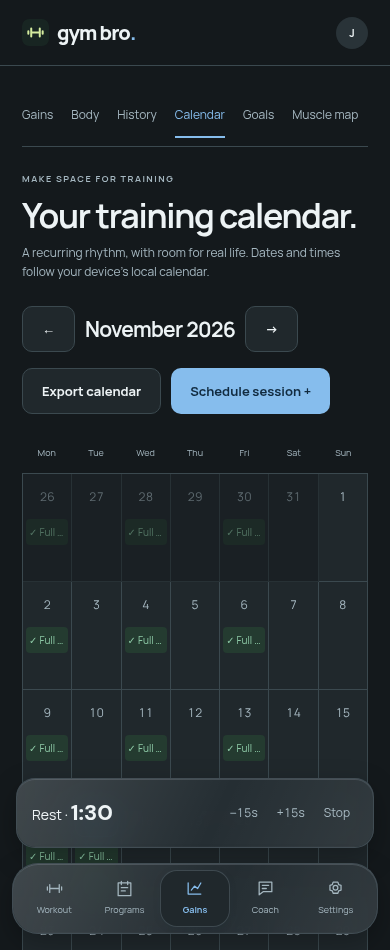 gym bro.
J
Gains Body History Calendar Goals Muscle map
MAKE SPACE FOR TRAINING
Your training calendar.
A recurring rhythm, with room for real life. Dates and times
follow your device's local calendar.
← November 2026 →
Export calendar Schedule session +
Mon Tue Wed Thu Fri Sat Sun
26 27 28 29 30 31 1
✓ Full ... ✓ Full ... ✓ Full ...
2 3 4 5 6 7 8
✓ Full ... ✓ Full ... ✓ Full ...
9 10 11 12 13 14 15
✓ Full ... ✓ Full ... ✓ Full ...
Rest · 1:30 −15s +15s Stop
✓ Full ... ✓ Full ...
Workout Programs Gains Coach Settings